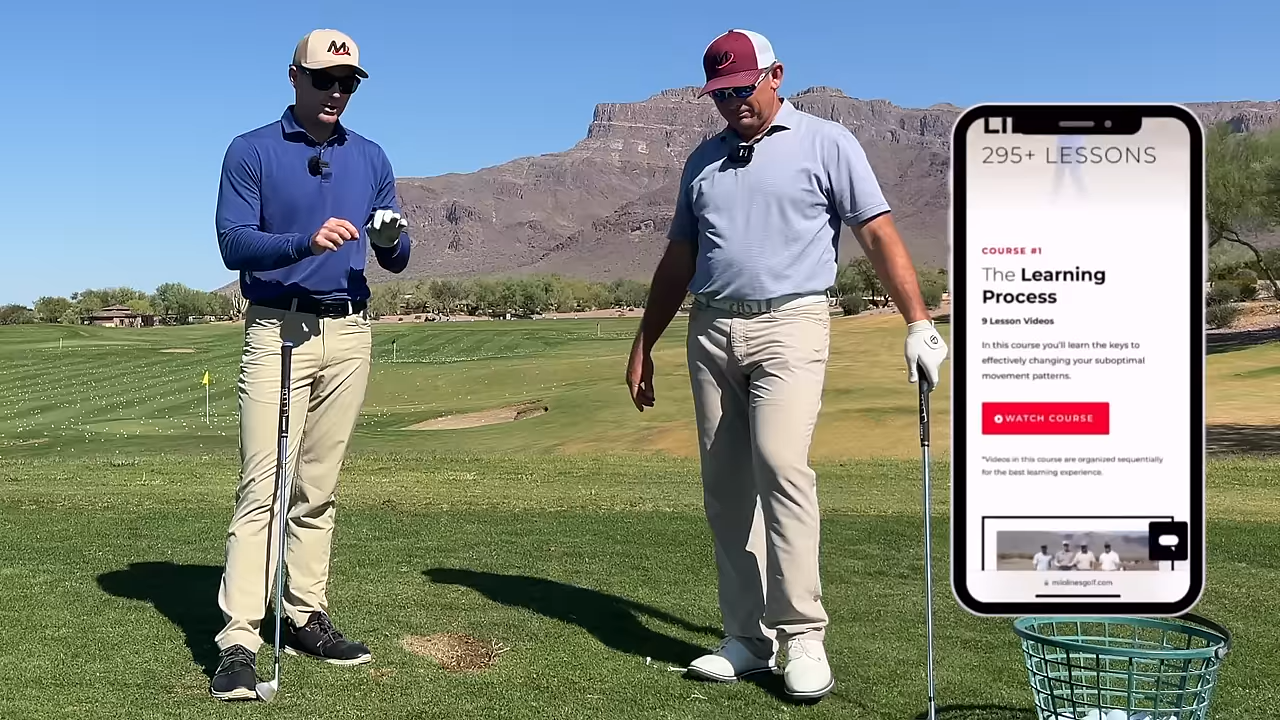 295+ LESSONS
COURSE #1
The Learning
Process
9 Lesson Videos
In this course you'll learn the keys to
effectively changing your suboptimal
movement patterns.
WATCH COURSE
*Videos in this course are organized sequentially
for the best learning experience.
milolinesgolf.com